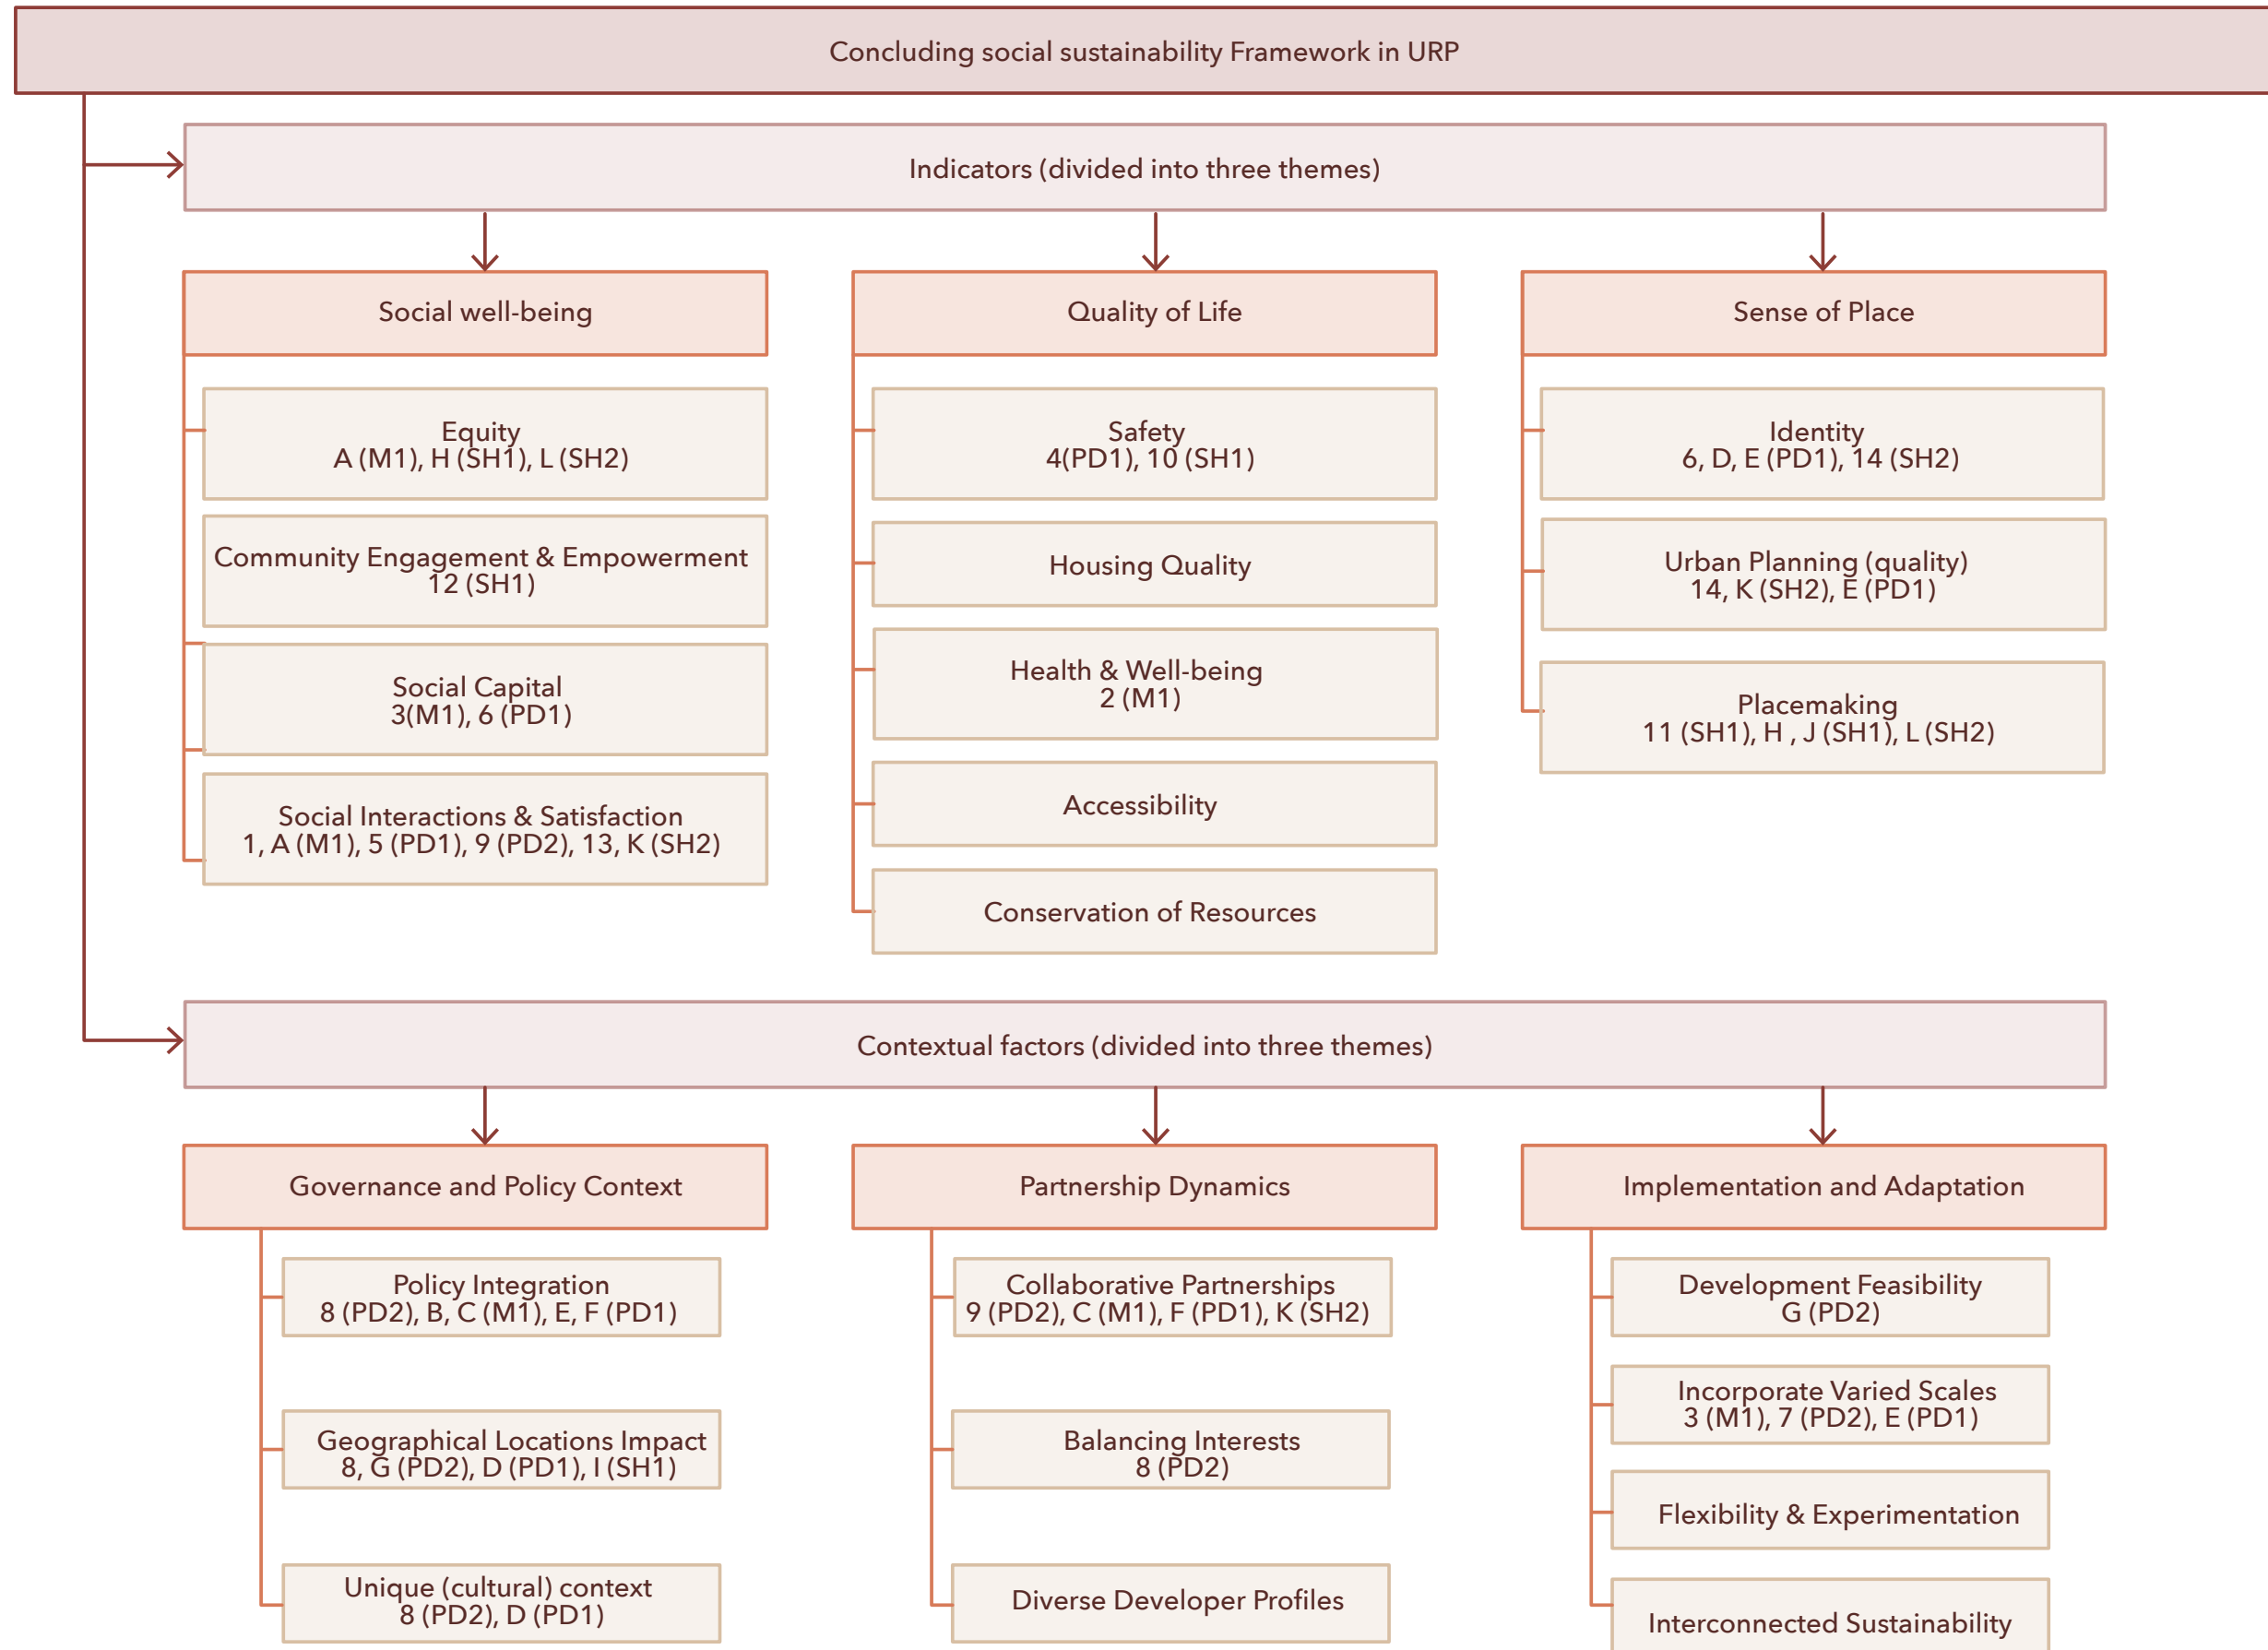 Concluding social sustainability Framework in URP
Indicators (divided into three themes)
Social well-being
Equity
A (M1), H (SH1), L (SH2)
Community Engagement & Empowerment
12 (SH1)
Social Capital
3(M1), 6 (PD1)
Social Interactions & Satisfaction
1, A (M1), 5 (PD1), 9 (PD2), 13, K (SH2)
Quality of Life
Safety
4(PD1), 10 (SH1)
Housing Quality
Health & Well-being
2 (M1)
Accessibility
Conservation of Resources
Sense of Place
Identity
6, D, E (PD1), 14 (SH2)
Urban Planning (quality)
14, K (SH2), E (PD1)
Placemaking
11 (SH1), H , J (SH1), L (SH2)
Contextual factors (divided into three themes)
Governance and Policy Context
Policy Integration
8 (PD2), B, C (M1), E, F (PD1)
Geographical Locations Impact
8, G (PD2), D (PD1), I (SH1)
Unique (cultural) context
8 (PD2), D (PD1)
Partnership Dynamics
Collaborative Partnerships
9 (PD2), C (M1), F (PD1), K (SH2)
Balancing Interests
8 (PD2)
Diverse Developer Profiles
Implementation and Adaptation
Development Feasibility
G (PD2)
Incorporate Varied Scales
3 (M1), 7 (PD2), E (PD1)
Flexibility & Experimentation
Interconnected Sustainability